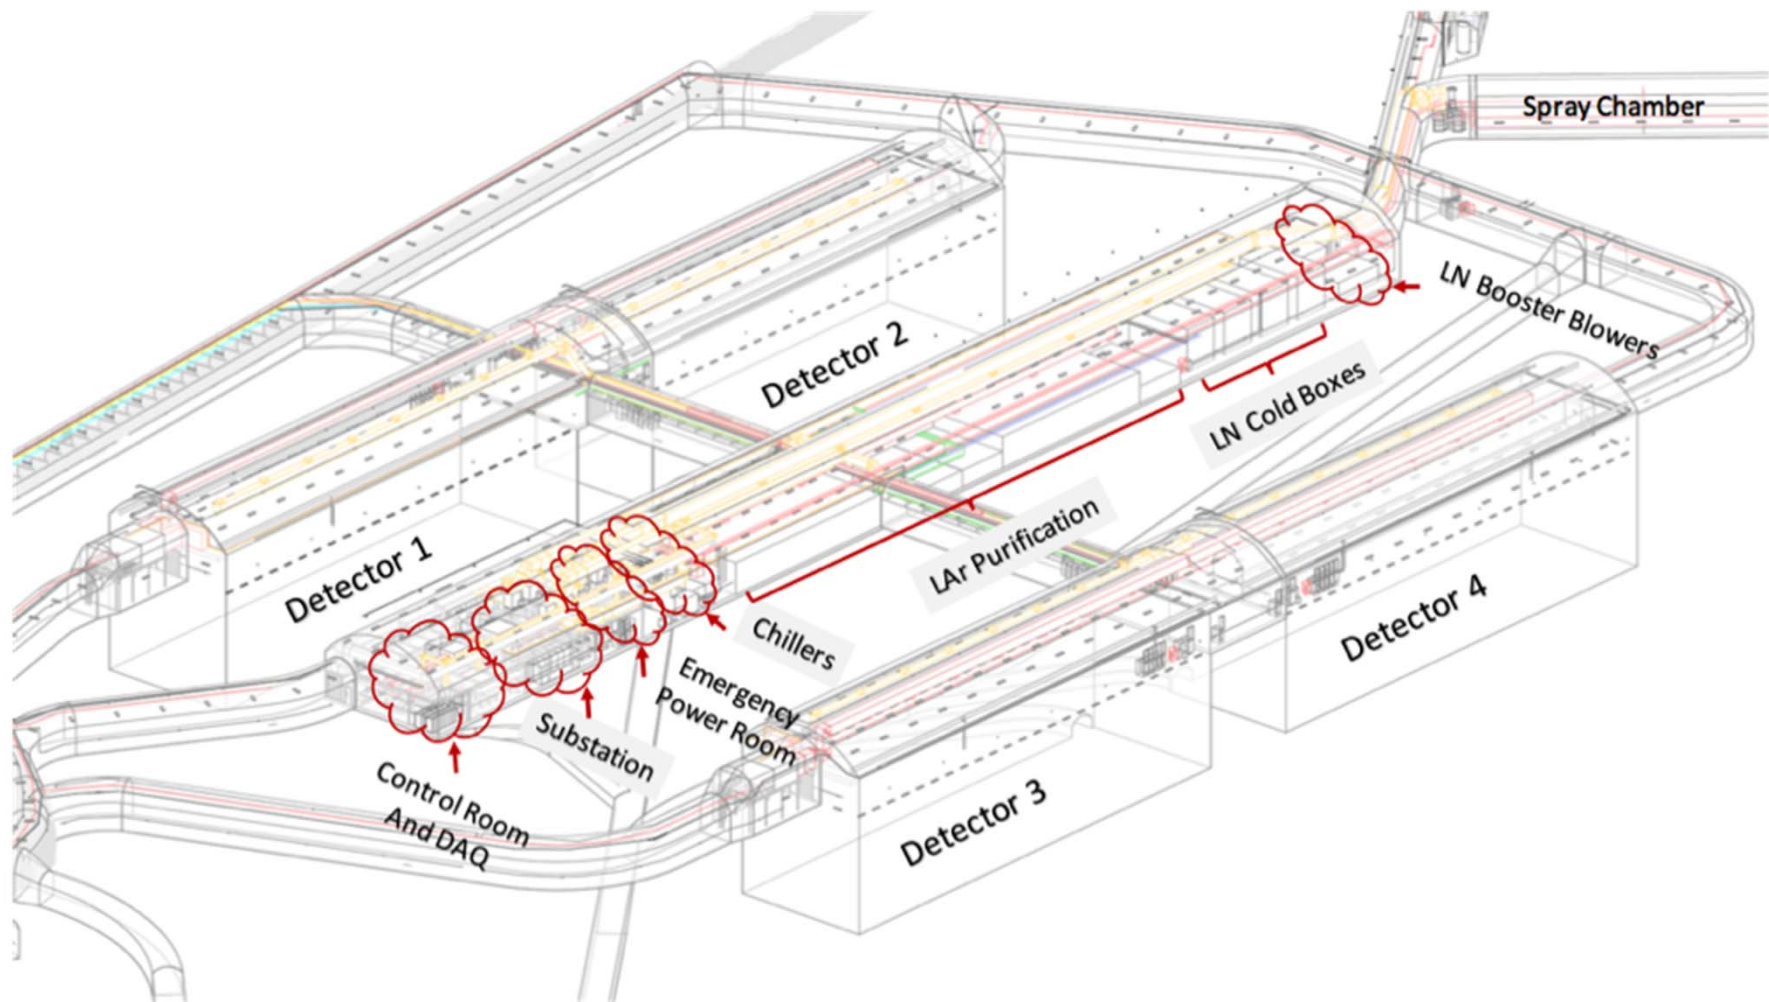 Spray Chamber
LN Booster Blowers
Detector 2
LN Cold Boxes
LAr Purification
Detector 1
Chillers
Emergency
Power Room
Substation
Control Room
And DAQ
Detector 4
Detector 3